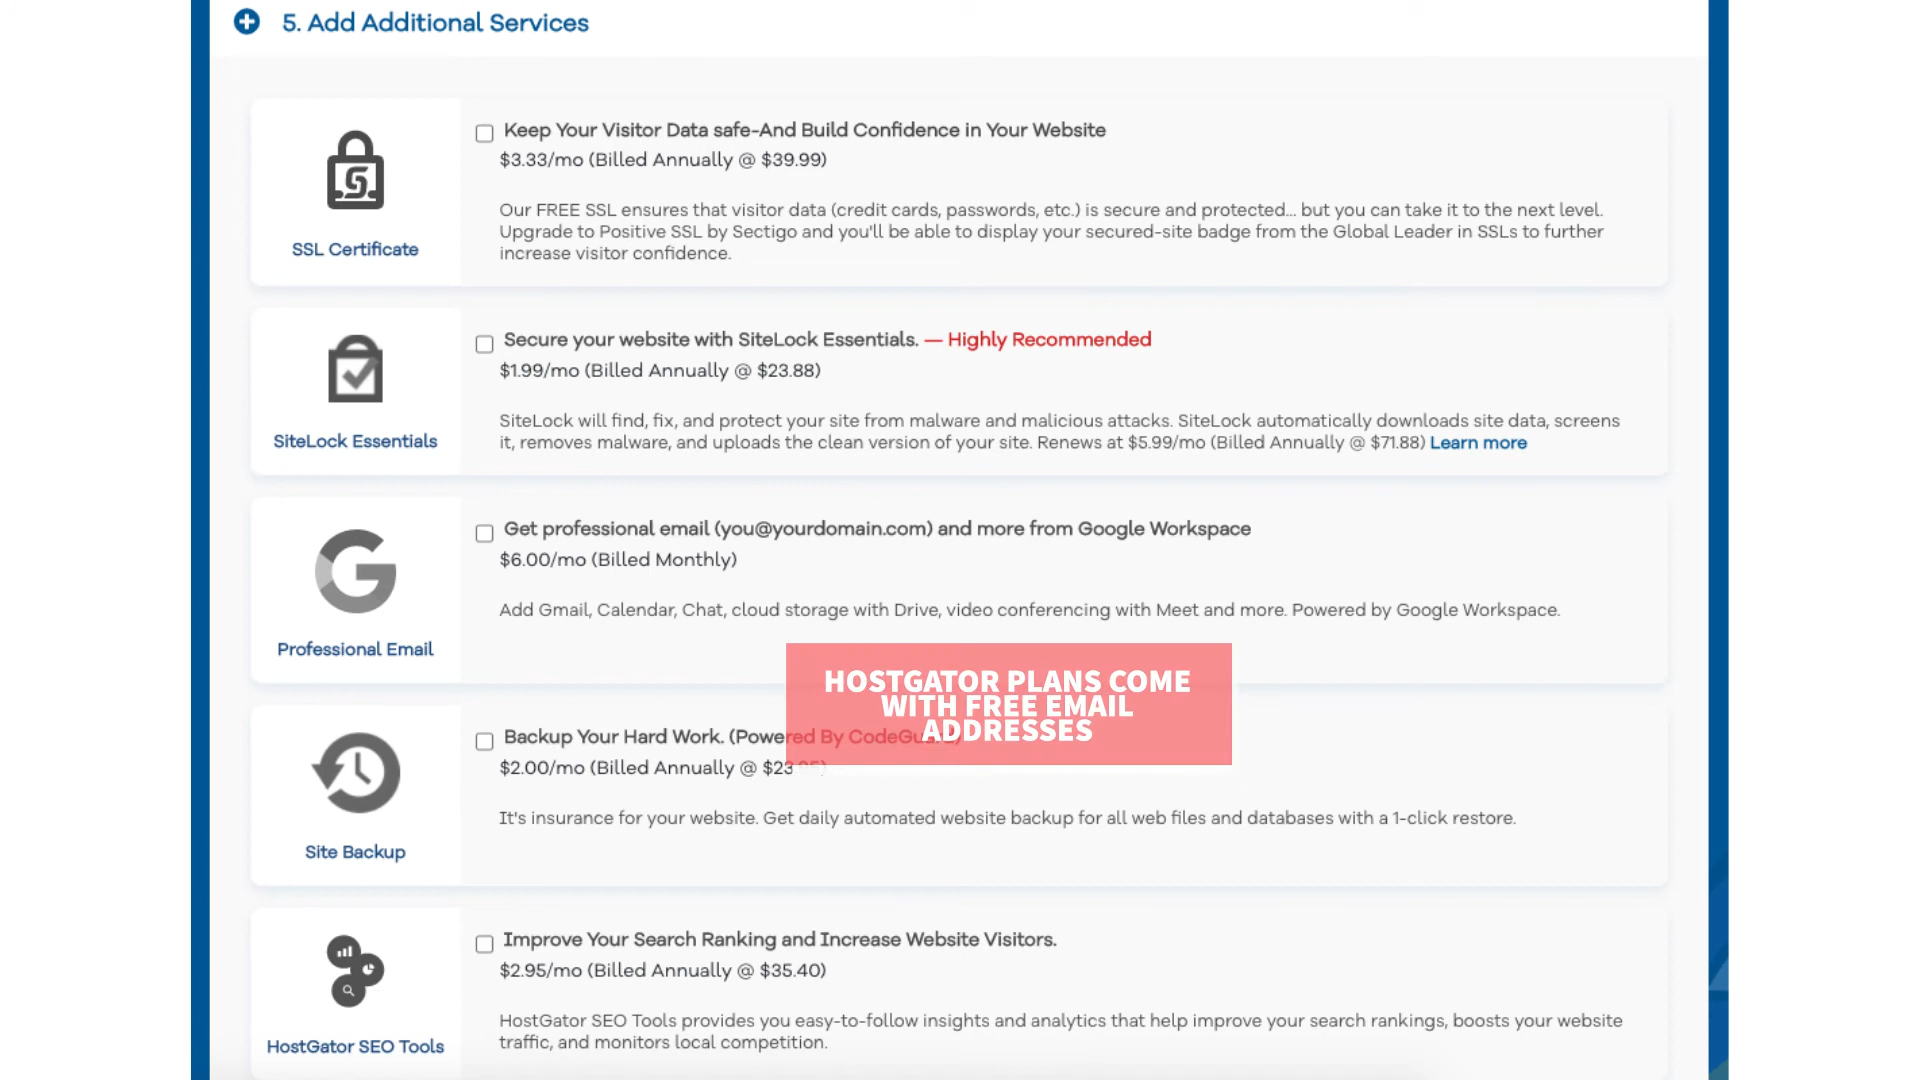 5. Add Additional Services
Keep Your Visitor Data safe-And Build Confidence in Your Website
$3.33/mo (Billed Annually @ $39.99)
Our FREE SSL ensures that visitor data (credit cards, passwords, etc.) is secure and protected... but you can take it to the next level.
Upgrade to Positive SSL by Sectigo and you'll be able to display your secured-site badge from the Global Leader in SSLs to further
increase visitor confidence.
SSL Certificate
Secure your website with SiteLock Essentials. — Highly Recommended
$1.99/mo (Billed Annually @ $23.88)
SiteLock will find, fix, and protect your site from malware and malicious attacks. SiteLock automatically downloads site data, screens
it, removes malware, and uploads the clean version of your site. Renews at $5.99/mo (Billed Annually @ $71.88) Learn more
SiteLock Essentials
Get professional email (you@yourdomain.com) and more from Google Workspace
$6.00/mo (Billed Monthly)
Add Gmail, Calendar, Chat, cloud storage with Drive, video conferencing with Meet and more. Powered by Google Workspace.
Professional Email
HOSTGATOR PLANS COME
WITH FREE EMAIL
ADDRESSES
Backup Your Hard Work. (Powered By CodeGuard)
$2.00/mo (Billed Annually @ $23.95)
It's insurance for your website. Get daily automated website backup for all web files and databases with a 1-click restore.
Site Backup
Improve Your Search Ranking and Increase Website Visitors.
$2.95/mo (Billed Annually @ $35.40)
HostGator SEO Tools provides you easy-to-follow insights and analytics that help improve your search rankings, boosts your website
traffic, and monitors local competition.
HostGator SEO Tools